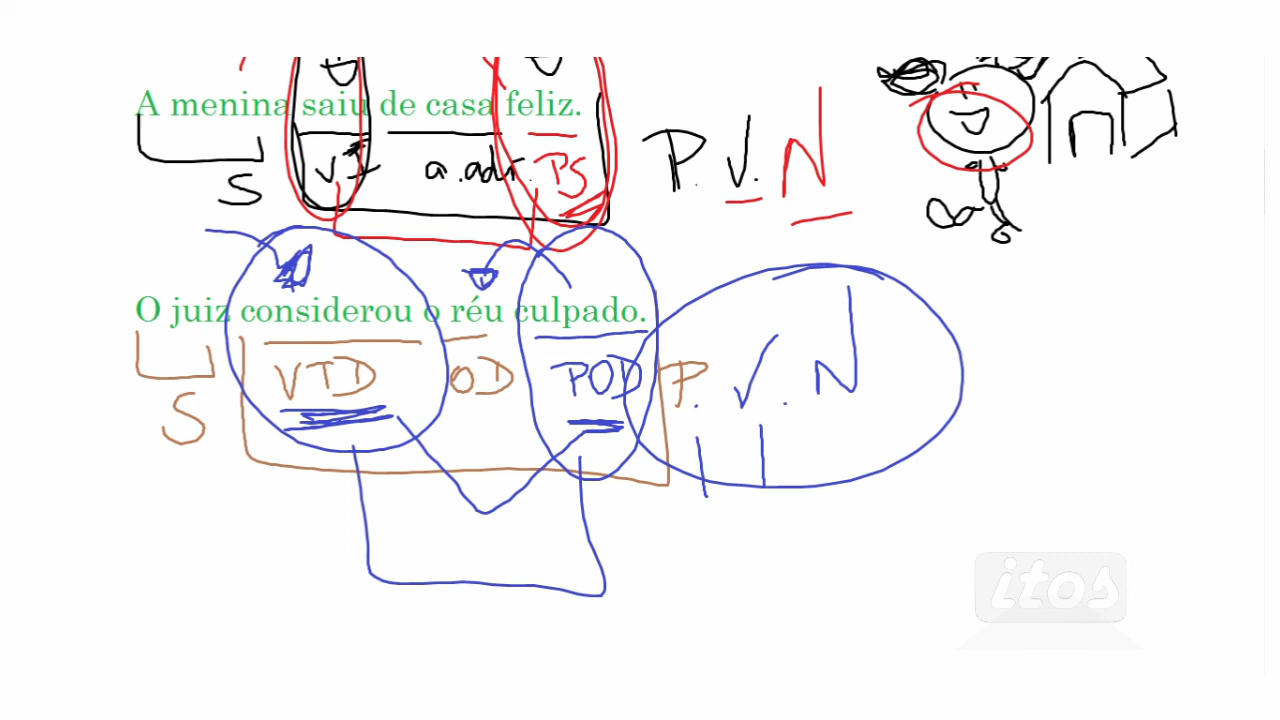 A menina saiu de casa feliz.
S VI a.adv. PS P.V.N
O juiz considerou o réu culpado.
S VTD OD POD P.V.N
itos